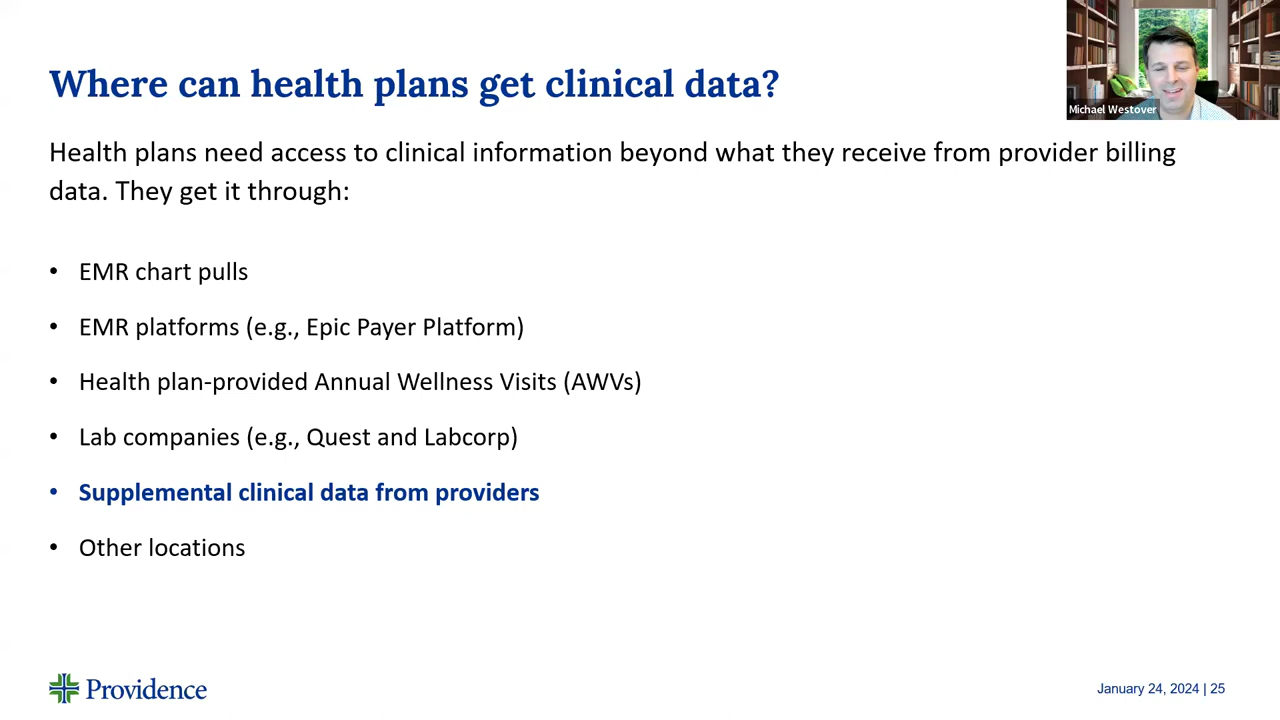 Where can health plans get clinical data?
Michael Westover
Health plans need access to clinical information beyond what they receive from provider billing
data. They get it through:
• EMR chart pulls
• EMR platforms (e.g., Epic Payer Platform)
• Health plan-provided Annual Wellness Visits (AWVs)
• Lab companies (e.g., Quest and Labcorp)
• Supplemental clinical data from providers
• Other locations
Providence
January 24, 2024 | 25